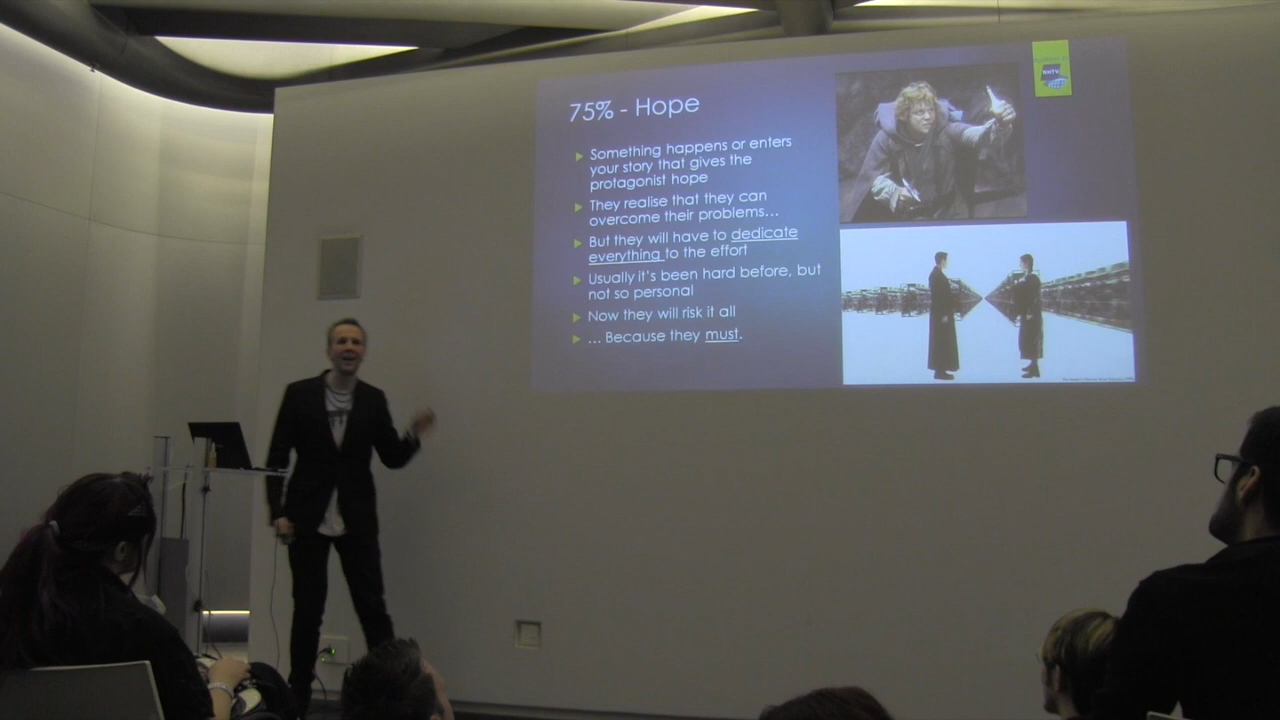 75% - Hope
Something happens or enters
your story that gives the
protagonist hope
They realise that they can
overcome their problems...
But they will have to dedicate
everything to the effort
Usually it's been hard before, but
not so personal
Now they will risk it all
... Because they must.